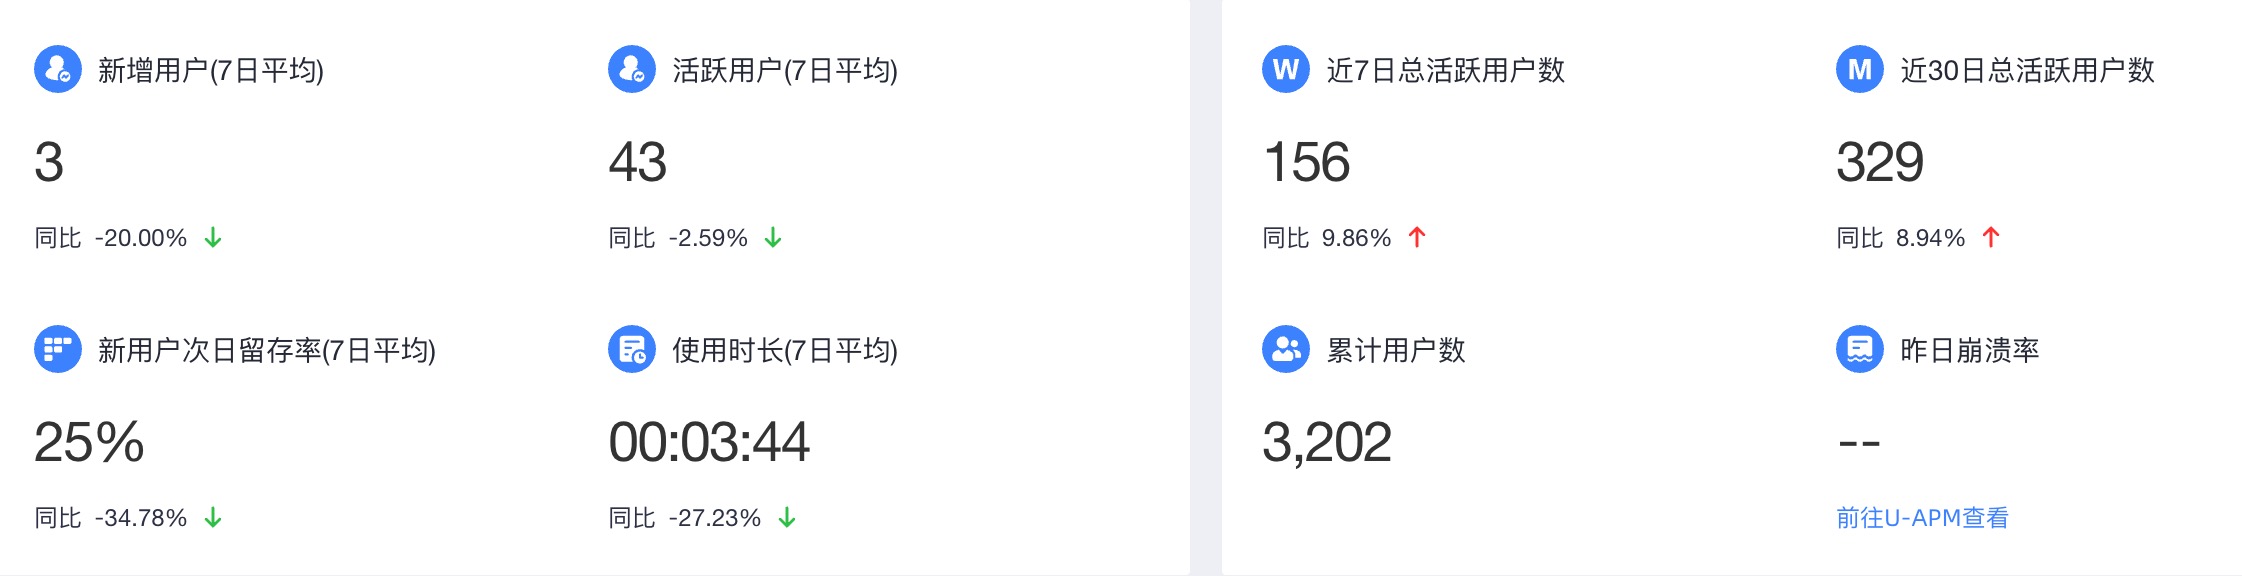 新增用户(7日平均)
3
同比 -20.00% ↓
活跃用户(7日平均)
43
同比 -2.59% ↓
新用户次日留存率(7日平均)
25%
同比 -34.78% ↓
使用时长(7日平均)
00:03:44
同比 -27.23% ↓
W 近7日总活跃用户数
156
同比 9.86% ↑
M 近30日总活跃用户数
329
同比 8.94% ↑
累计用户数
3,202
昨日崩溃率
--
前往U-APM查看